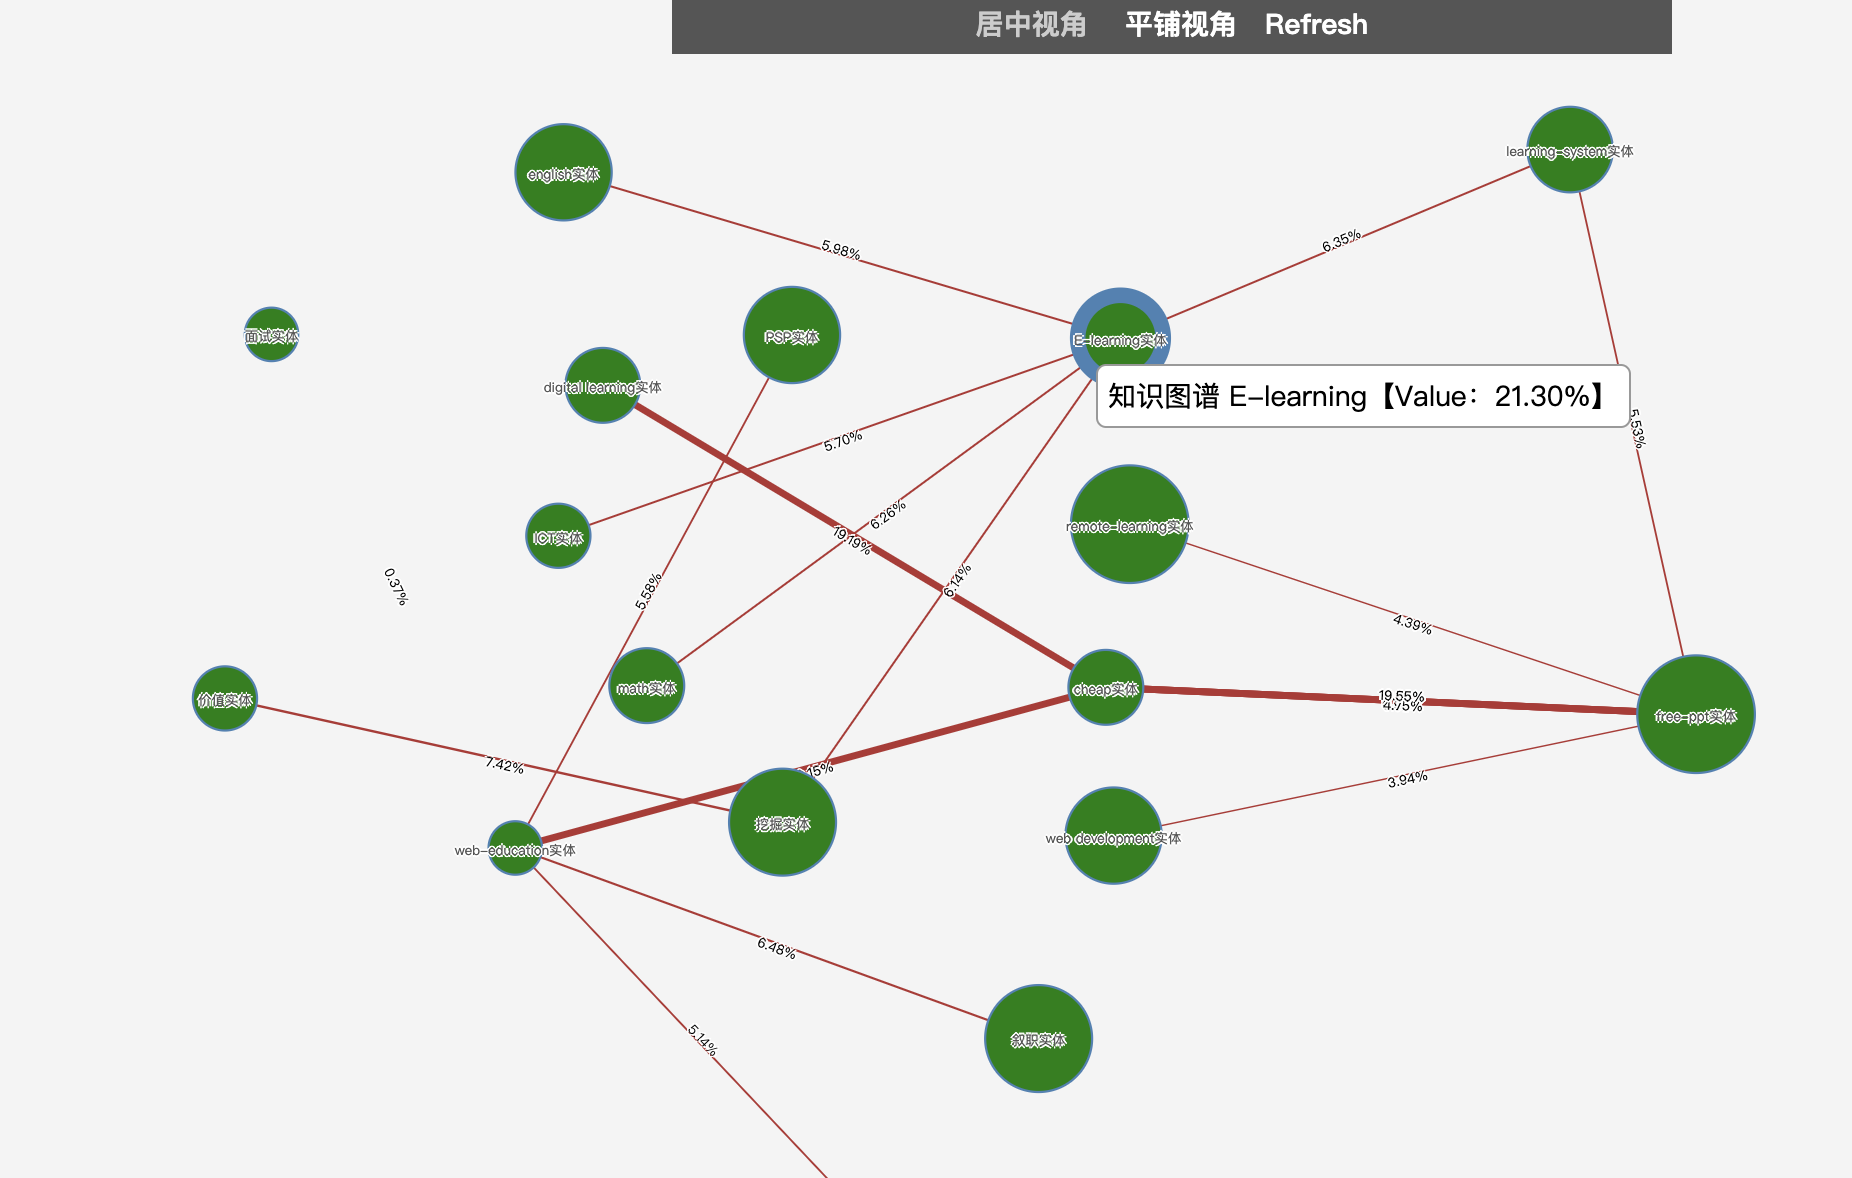 居中视角 平铺视角 Refresh
learning-system实体
english实体
6.35%
5.98%
面试实体
PSP实体
E-learning实体
digital learning实体
知识图谱 E-learning【Value：21.30%】
5.53%
5.70%
6.26%
remote-learning实体
ICT实体
19.19%
6.14%
0.37%
5.58%
4.39%
math实体
cheap实体
19.55%
价值实体
4.75%
free-ppt实体
7.42%
3.94%
挖掘实体
web development实体
web-education实体
6.48%
5.14%
叙职实体